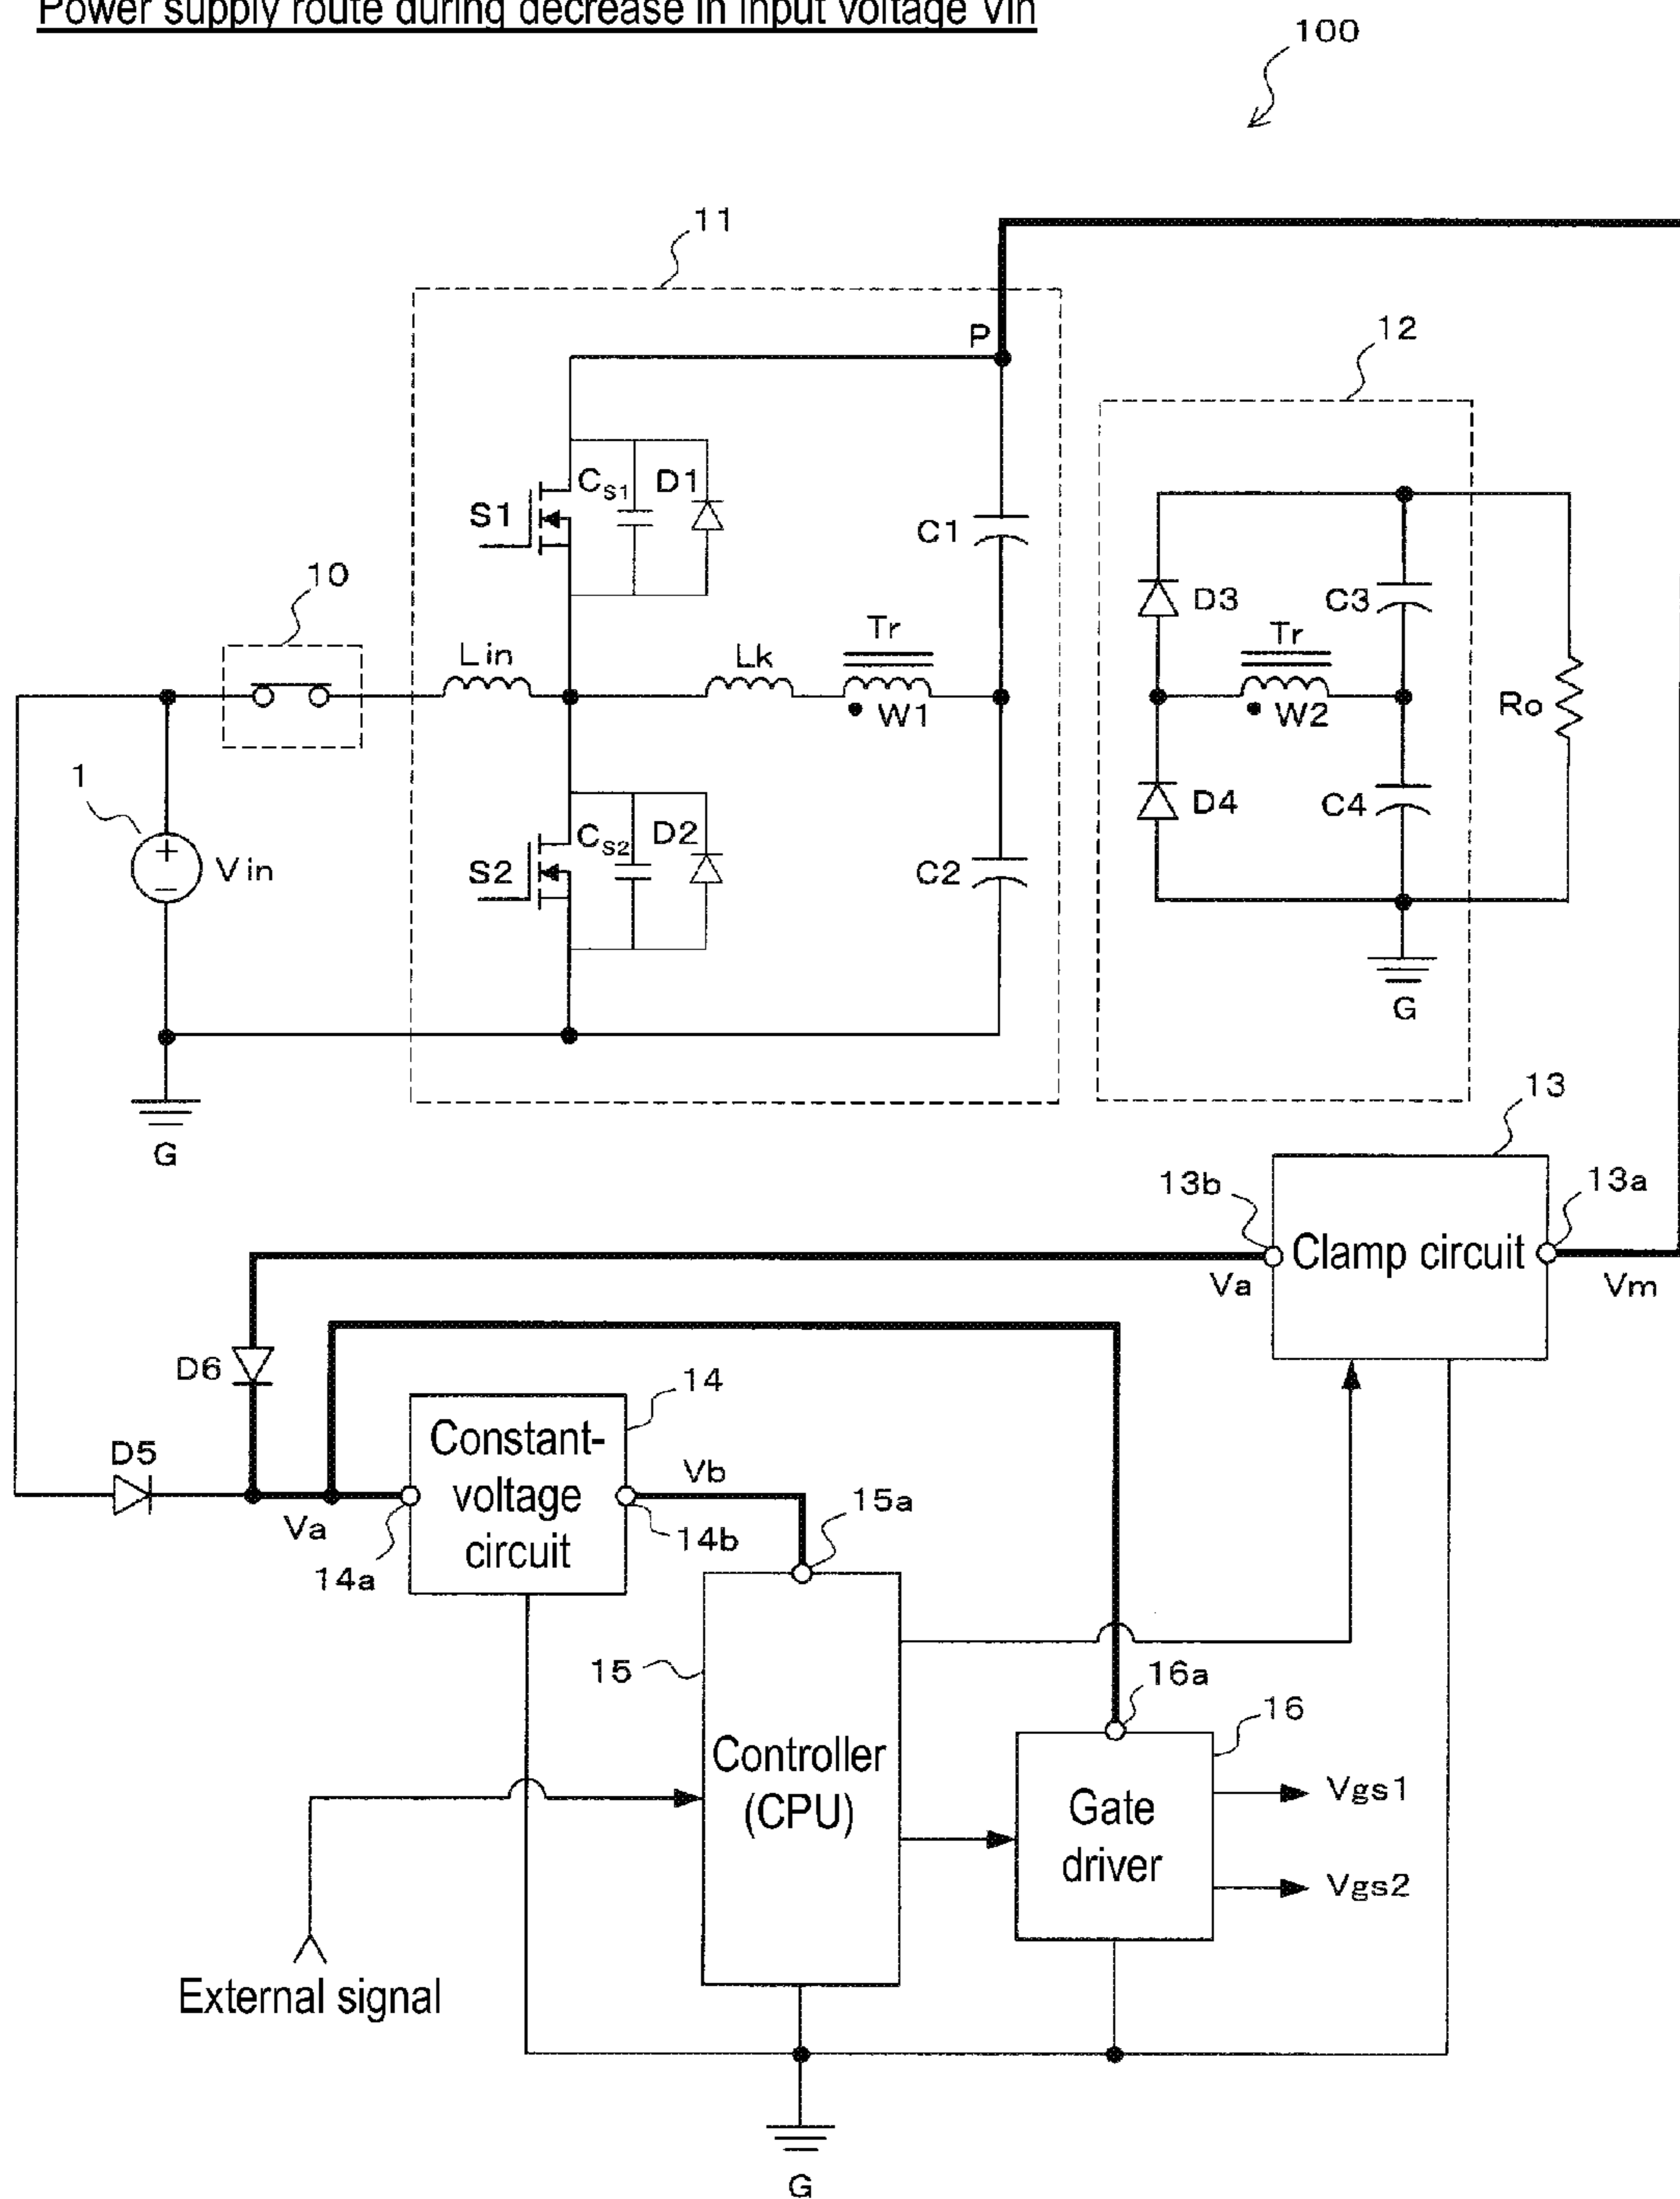 Power supply route during decrease in input voltage Vin
100
11
P
12
CS1
D1
S1
C1
10
D3
C3
Lin
Lk
Tr
Tr
W1
W2
Ro
1
Vin
CS2
D2
S2
C2
D4
C4
G
G
13
13b
13a
Clamp circuit
Va
Vm
D6
14
Constant-
voltage
circuit
D5
Vb
15a
Va
14a
14b
15
16a
16
Controller
(CPU)
Gate
driver
Vgs1
Vgs2
External signal
G